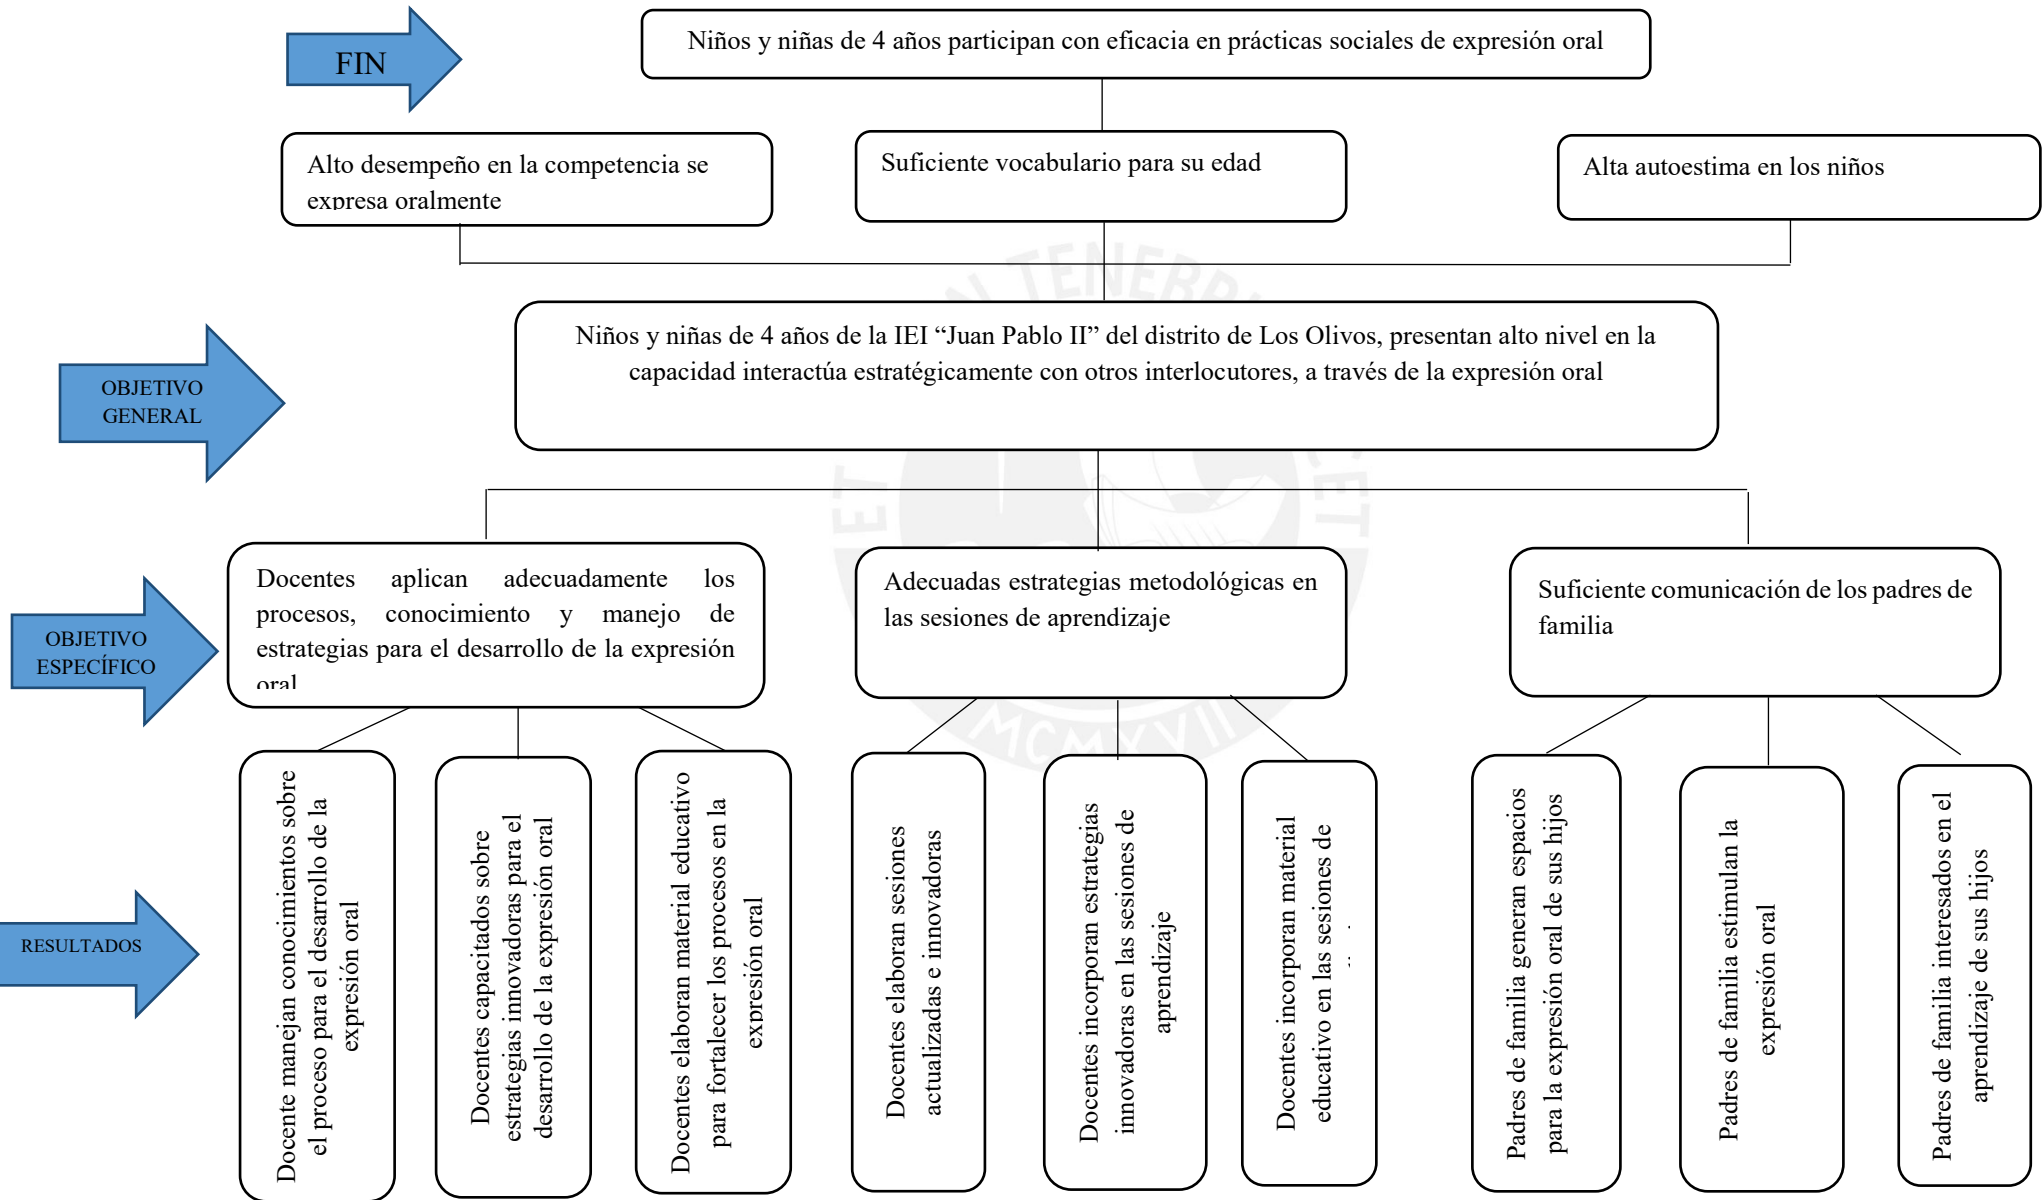 FIN
Niños y niñas de 4 años participan con eficacia en prácticas sociales de expresión oral
Alto desempeño en la competencia se
expresa oralmente
Suficiente vocabulario para su edad
Alta autoestima en los niños
OBJETIVO
GENERAL
Niños y niñas de 4 años de la IEI “Juan Pablo II” del distrito de Los Olivos, presentan alto nivel en la
capacidad interactúa estratégicamente con otros interlocutores, a través de la expresión oral
OBJETIVO
ESPECÍFICO
Docentes aplican adecuadamente los
procesos, conocimiento y manejo de
estrategias para el desarrollo de la expresión
oral
Adecuadas estrategias metodológicas en
las sesiones de aprendizaje
Suficiente comunicación de los padres de
familia
RESULTADOS
Docente manejan conocimientos sobre
el proceso para el desarrollo de la
expresión oral
Docentes capacitados sobre
estrategias innovadoras para el
desarrollo de la expresión oral
Docentes elaboran material educativo
para fortalecer los procesos en la
expresión oral
Docentes elaboran sesiones
actualizadas e innovadoras
Docentes incorporan estrategias
innovadoras en las sesiones de
aprendizaje
Docentes incorporan material
educativo en las sesiones de
Padres de familia generan espacios
para la expresión oral de sus hijos
Padres de familia estimulan la
expresión oral
Padres de familia interesados en el
aprendizaje de sus hijos
MCMXVII